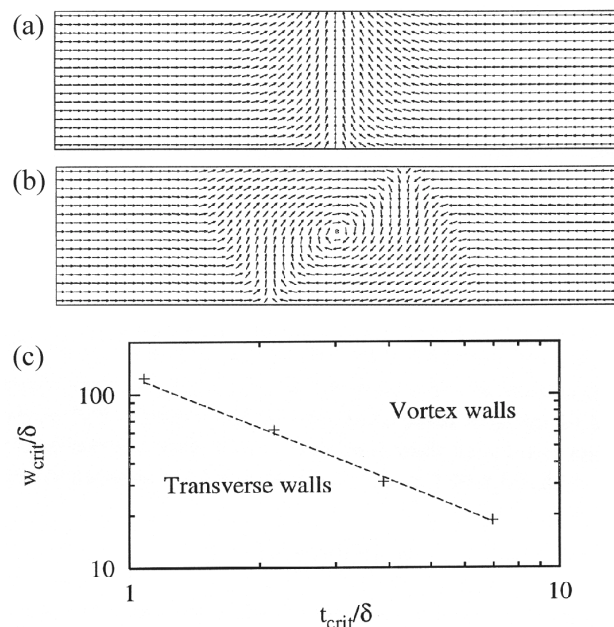 (a)
(b)
(c)
100
10
w_crit/δ
Vortex walls
Transverse walls
1
10
t_crit/δ